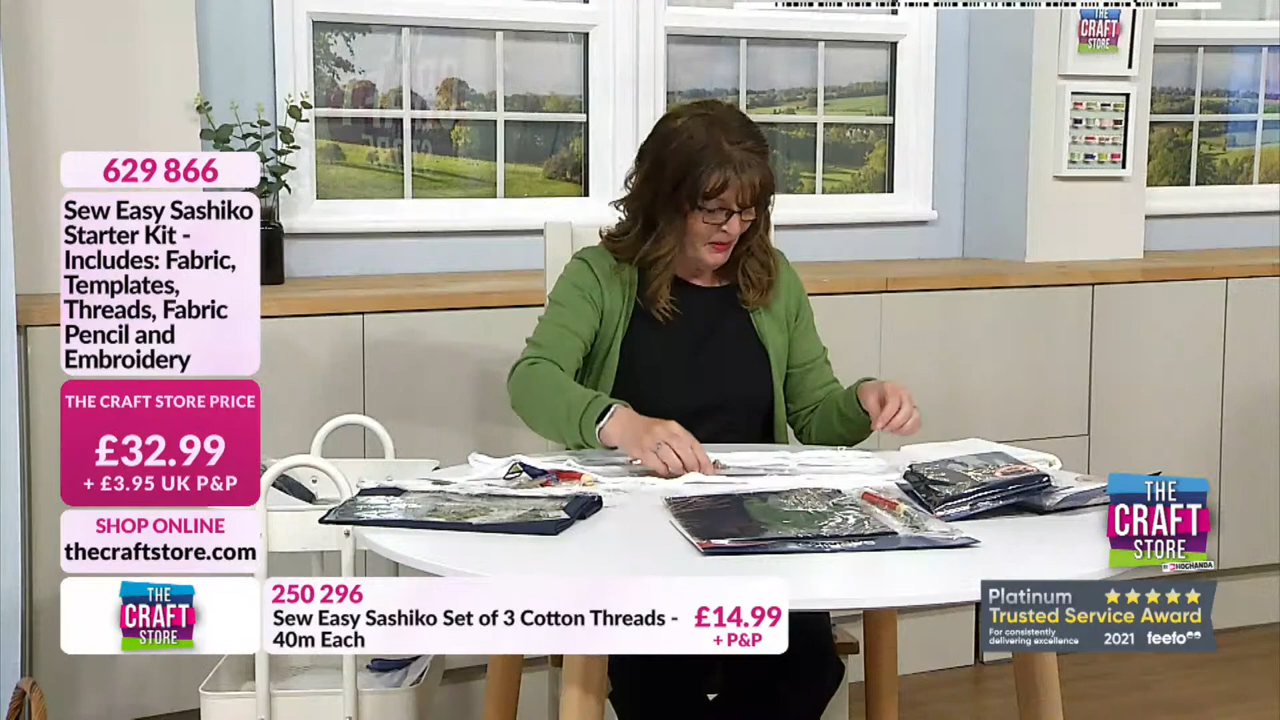 THE
CRAFT
STORE
629 866
Sew Easy Sashiko
Starter Kit -
Includes: Fabric,
Templates,
Threads, Fabric
Pencil and
Embroidery
THE CRAFT STORE PRICE
£32.99
+ £3.95 UK P&P
SHOP ONLINE
thecraftstore.com
THE
CRAFT
STORE
250 296
Sew Easy Sashiko Set of 3 Cotton Threads -
40m Each
£14.99
+ P&P
THE
CRAFT
STORE
BY HOCHANDA
Platinum
Trusted Service Award
For consistently
delivering excellence
2021 feefo